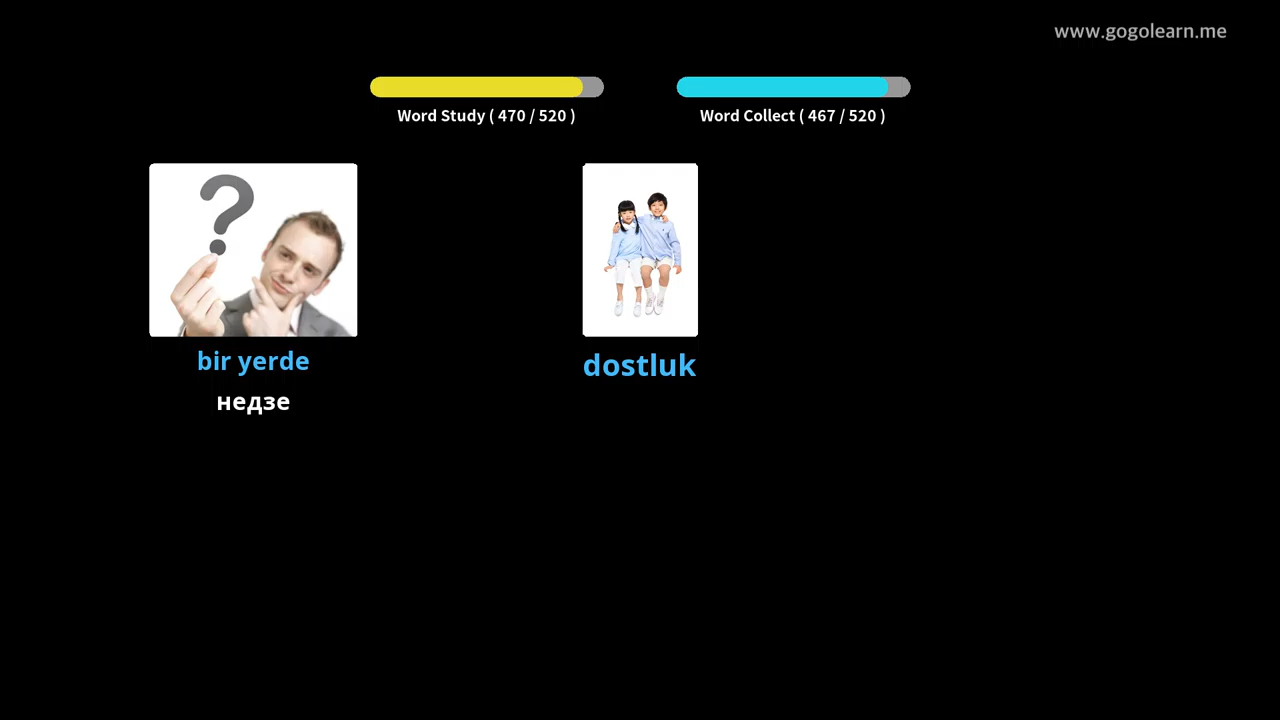 www.gogolearn.me
Word Study ( 470 / 520 )
Word Collect ( 467 / 520 )
bir yerde
недзе
dostluk